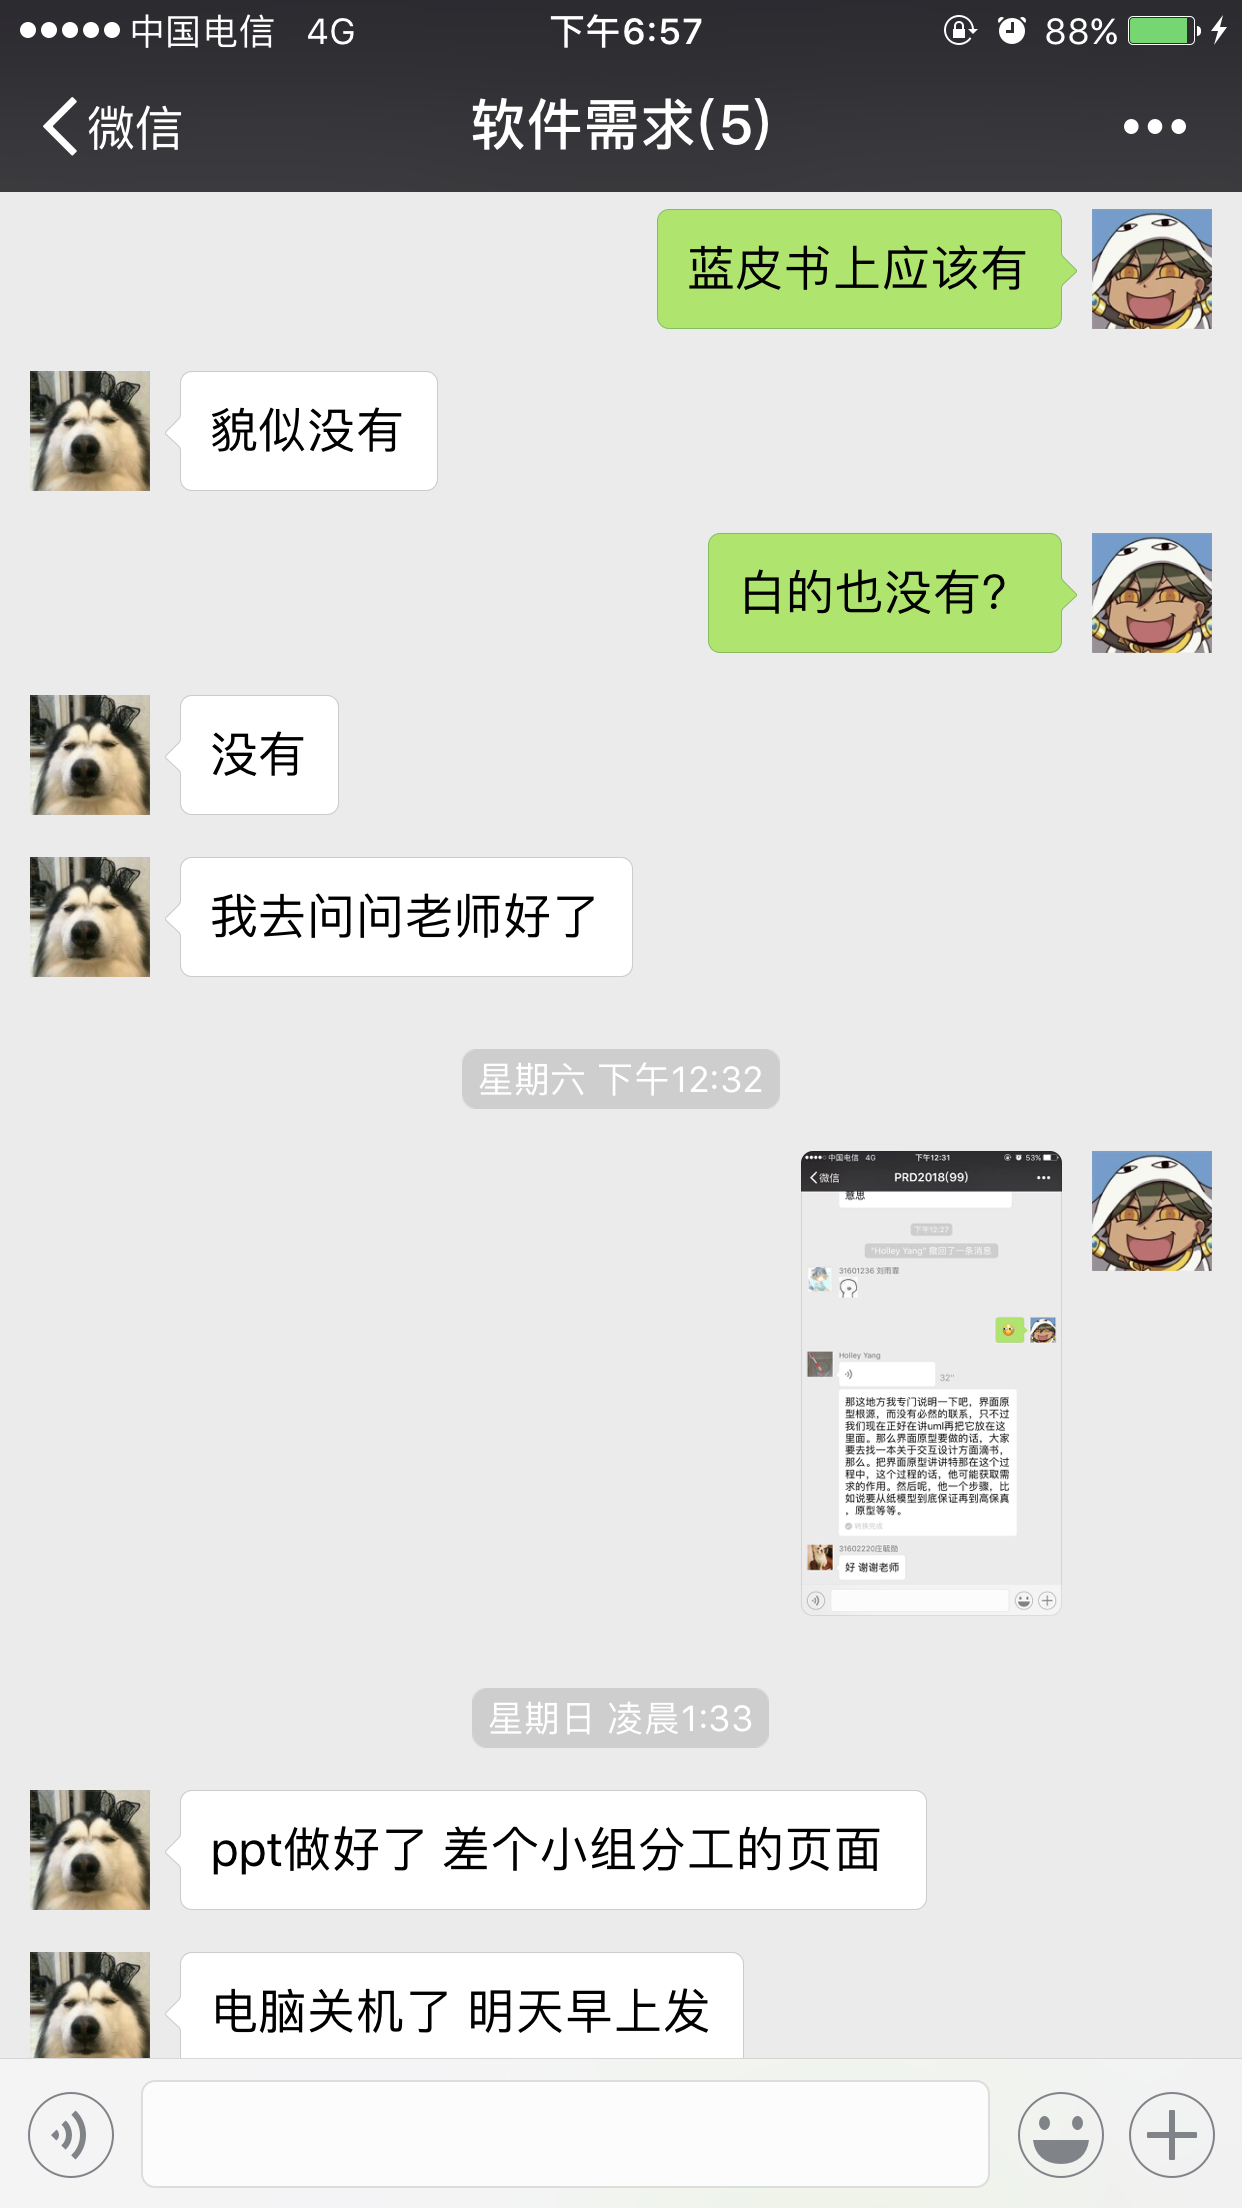 中国电信 4G 下午6:57 88%
微信 软件需求(5)
蓝皮书上应该有
貌似没有
白的也没有?
没有
我去问问老师好了
星期六 下午12:32
中国电信 4G 下午12:31 53%
微信 PRD2018(99)
意思
下午12:27
"Holley Yang" 撤回了一条消息
31601236 刘雨霏
Holley Yang
32"
那这地方我专门说明一下吧，界面原
型根源，而没有必然的联系，只不过
我们现在正好在讲uml再把它放在这
里面。那么界面原型要做的话，大家
要去找一本关于交互设计方面滴书，
那么。把界面原型讲讲特那在这个过
程中，这个过程的话，他可能获取需
求的作用。然后呢，他一个步骤，比
如说要从纸模型到底保证再到高保真
，原型等等。
转换完成
31602220庄毓勋
好 谢谢老师
星期日 凌晨1:33
ppt做好了 差个小组分工的页面
电脑关机了 明天早上发